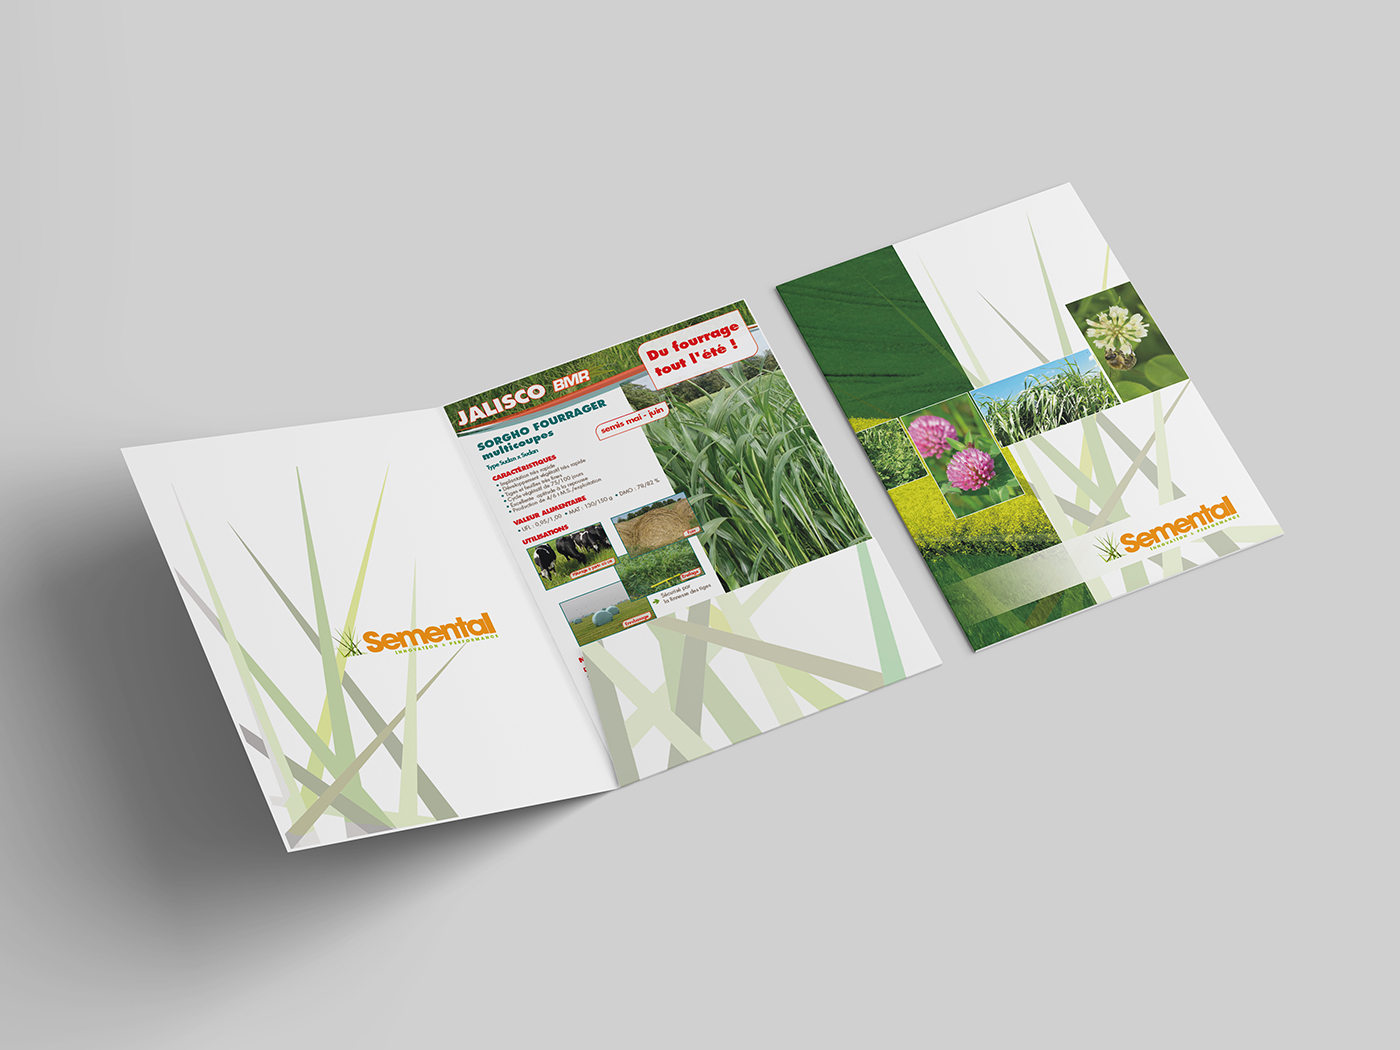 Semental
INNOVATION & PERFORMANCE
JALISCO BMR
Du fourrage
tout l'été !
SORGHO FOURRAGER
multicoupes
Type Sudan x Sudan
semis mai - juin
CARACTÉRISTIQUES
• Implantation très rapide
• Développement végétatif très rapide
• Tiges et feuilles très fines
• Cycle végétatif de 75/100 jours
• Excellente aptitude à la repousse
• Production de 4/6 t M.S./exploitation
VALEUR ALIMENTAIRE
• UFL : 0,95/1,00 • MAT : 130/150 g • DMO : 78/82 %
UTILISATIONS
Foin
Ensilage
Enrubannage
Sécurisé par
la finesse des tiges
Semental
INNOVATION & PERFORMANCE